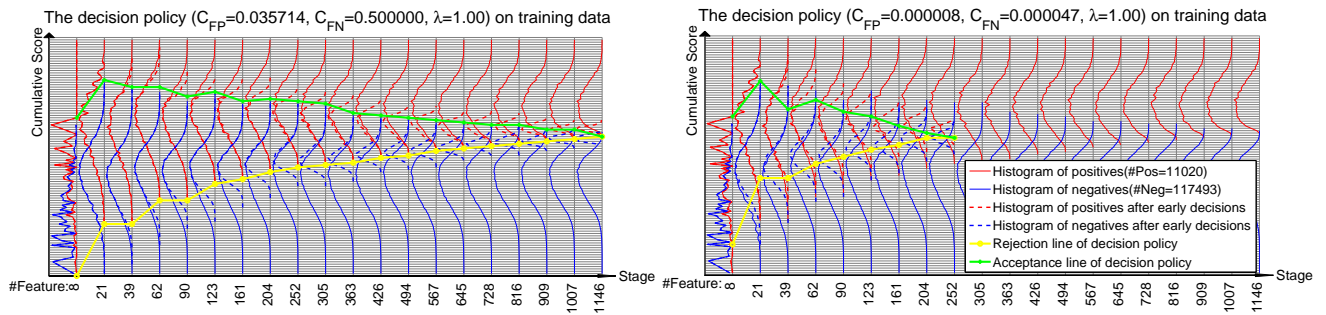 The decision policy (C_FP=0.035714, C_FN=0.500000, λ=1.00) on training data
Cumulative Score
Stage
#Feature: 8 21 39 62 90 123 161 204 252 305 363 426 494 567 645 728 816 909 1007 1146
The decision policy (C_FP=0.000008, C_FN=0.000047, λ=1.00) on training data
Cumulative Score
Histogram of positives(#Pos=11020)
Histogram of negatives(#Neg=117493)
Histogram of positives after early decisions
Histogram of negatives after early decisions
Rejection line of decision policy
Acceptance line of decision policy
Stage
#Feature: 8 21 39 62 90 123 161 204 252 305 363 426 494 567 645 728 816 909 1007 1146